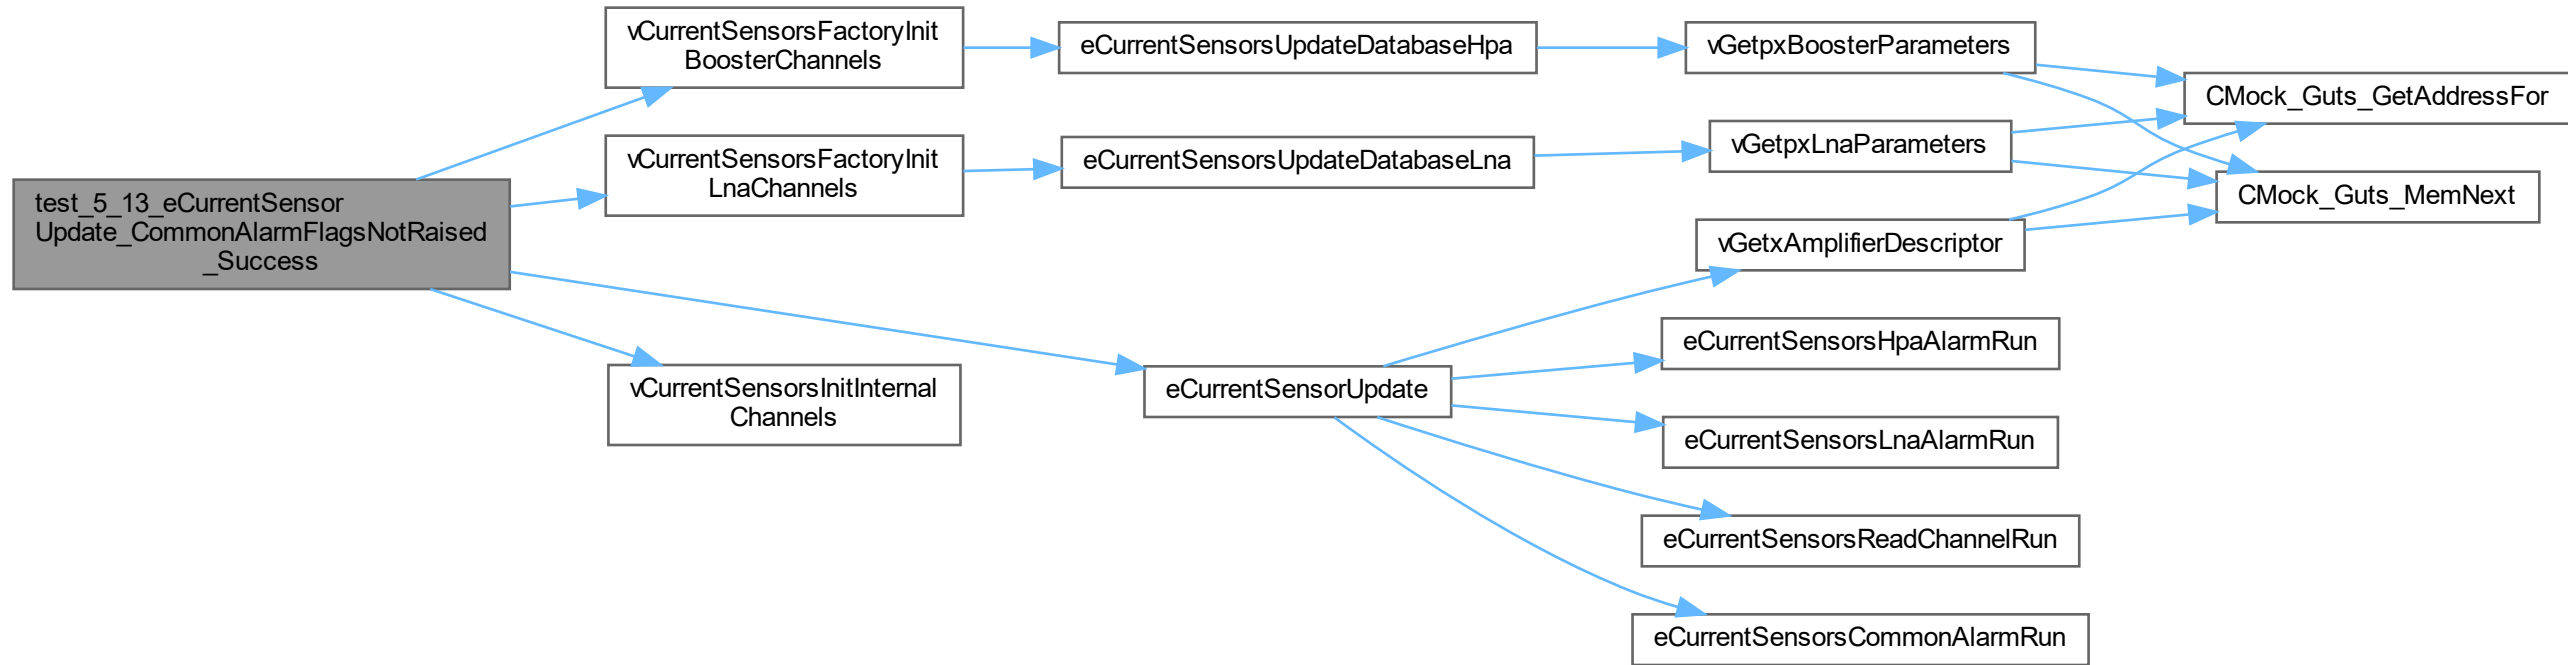 test_5_13_eCurrentSensor
Update_CommonAlarmFlagsNotRaised
_Success
vCurrentSensorsFactoryInit
BoosterChannels
vCurrentSensorsFactoryInit
LnaChannels
vCurrentSensorsInitInternal
Channels
eCurrentSensorsUpdateDatabaseHpa
eCurrentSensorsUpdateDatabaseLna
eCurrentSensorUpdate
vGetpxBoosterParameters
vGetpxLnaParameters
vGetxAmplifierDescriptor
eCurrentSensorsHpaAlarmRun
eCurrentSensorsLnaAlarmRun
eCurrentSensorsReadChannelRun
eCurrentSensorsCommonAlarmRun
CMock_Guts_GetAddressFor
CMock_Guts_MemNext